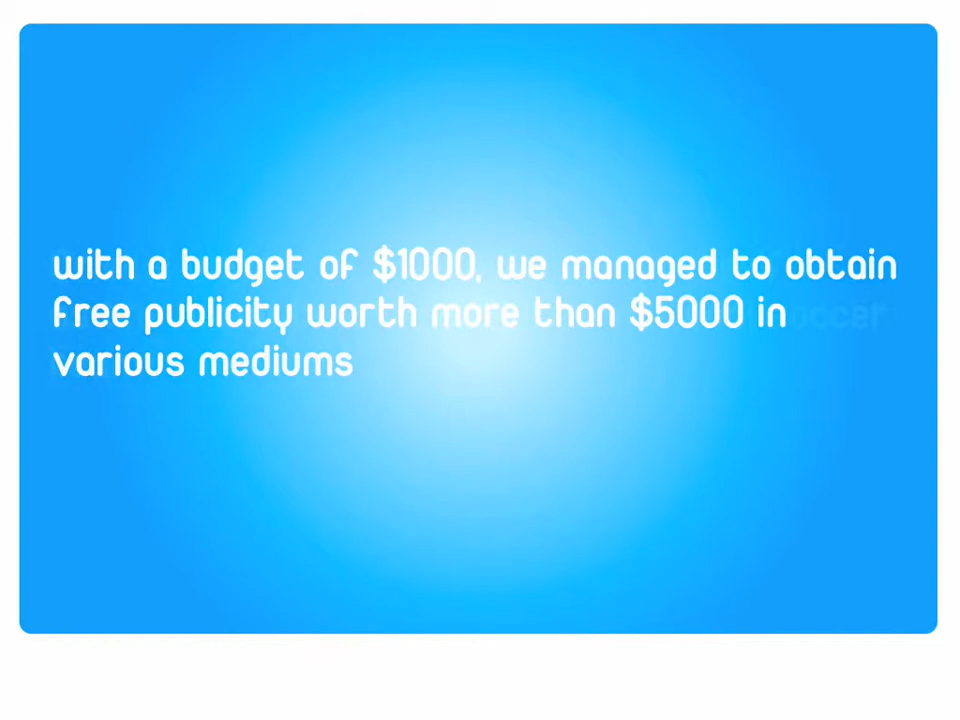 with a budget of $1000, we managed to obtain
free publicity worth more than $5000 in
various mediums